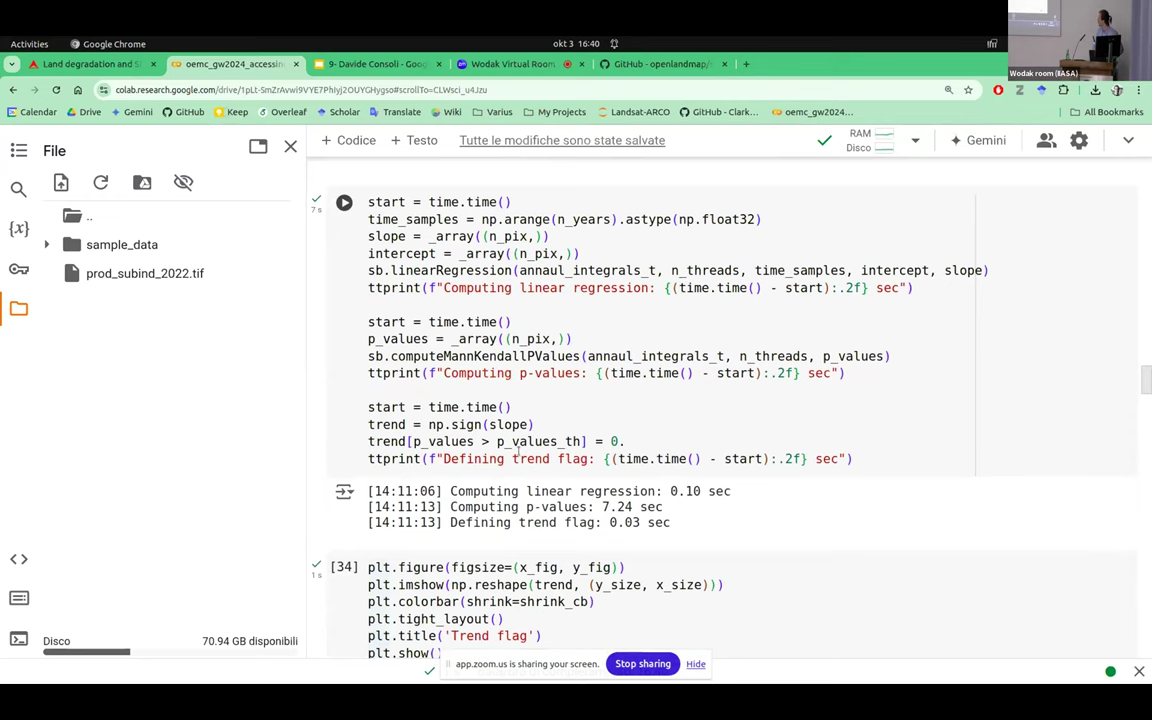 Activities
Google Chrome
okt 3 16:40
Land degradation and S
oemc_gw2024_accessin
9- Davide Consoli - Goog
Wodak Virtual Room
GitHub - openlandmap/
colab.research.google.com/drive/1pLt-SmZrAvwi9VYE7PhIyj2OUYGHygso#scrollTo=CLWsci_u4Jzu
Calendar
Drive
Gemini
GitHub
Keep
Overleaf
Scholar
Translate
Wiki
Varius
My Projects
Landsat-ARCO
GitHub - Clark...
oemc_gw2024...
All Bookmarks
Wodak room (IIASA)
File
+ Codice
+ Testo
Tutte le modifiche sono state salvate
RAM
Disco
Gemini
..
sample_data
prod_subind_2022.tif
7s
start = time.time()
time_samples = np.arange(n_years).astype(np.float32)
slope = _array((n_pix,))
intercept = _array((n_pix,))
sb.linearRegression(annaul_integrals_t, n_threads, time_samples, intercept, slope)
ttprint(f"Computing linear regression: {(time.time() - start):.2f} sec")
start = time.time()
p_values = _array((n_pix,))
sb.computeMannKendallPValues(annaul_integrals_t, n_threads, p_values)
ttprint(f"Computing p-values: {(time.time() - start):.2f} sec")
start = time.time()
trend = np.sign(slope)
trend[p_values > p_values_th] = 0.
ttprint(f"Defining trend flag: {(time.time() - start):.2f} sec")
[14:11:06] Computing linear regression: 0.10 sec
[14:11:13] Computing p-values: 7.24 sec
[14:11:13] Defining trend flag: 0.03 sec
[34]
1s
plt.figure(figsize=(x_fig, y_fig))
plt.imshow(np.reshape(trend, (y_size, x_size)))
plt.colorbar(shrink=shrink_cb)
plt.tight_layout()
plt.title('Trend flag')
plt.show()
Disco
70.94 GB disponibili
app.zoom.us is sharing your screen.
Stop sharing
Hide